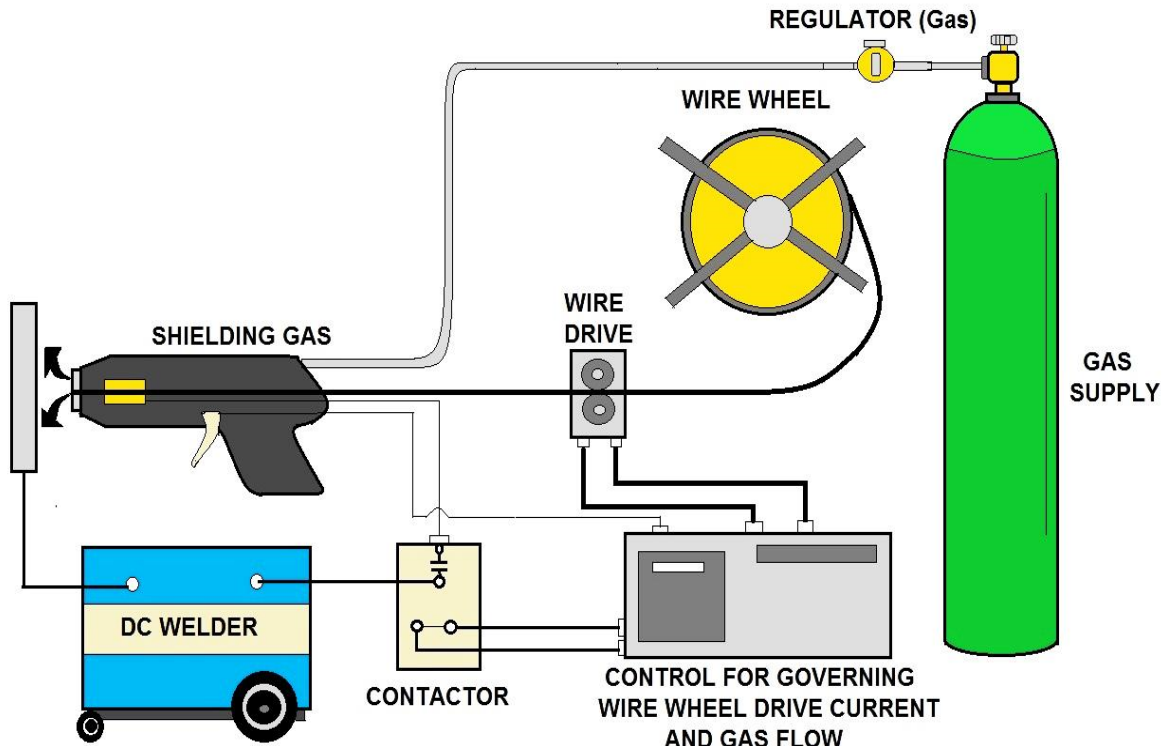 REGULATOR (Gas)
WIRE WHEEL
WIRE
DRIVE
SHIELDING GAS
GAS
SUPPLY
DC WELDER
CONTACTOR
CONTROL FOR GOVERNING
WIRE WHEEL DRIVE CURRENT
AND GAS FLOW